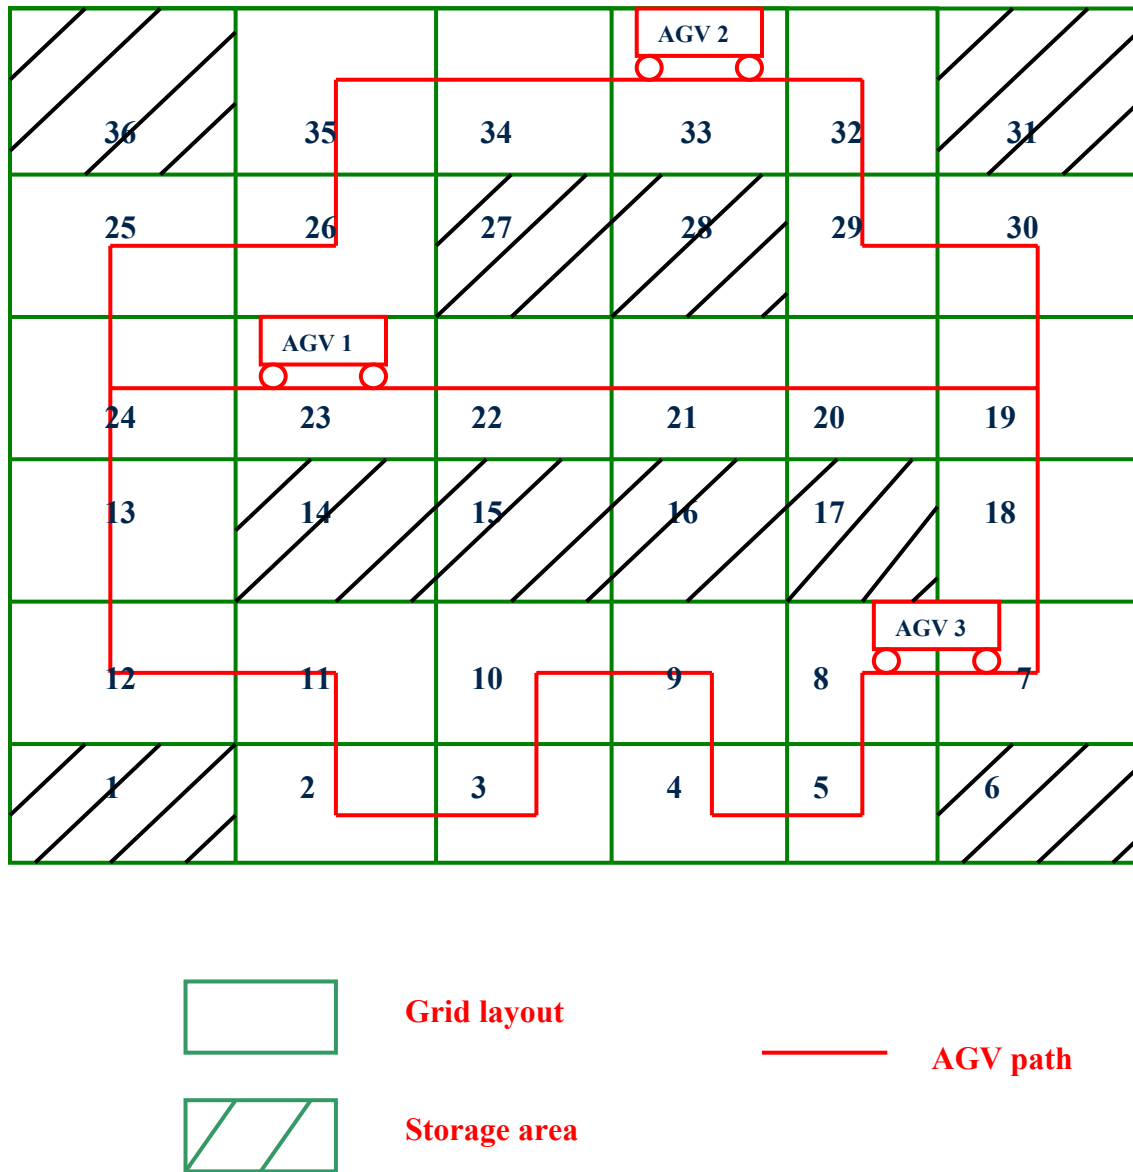 AGV 2
36 35 34 33 32 31
25 26 27 28 29 30
AGV 1
24 23 22 21 20 19
13 14 15 16 17 18
AGV 3
12 11 10 9 8 7
1 2 3 4 5 6
Grid layout
AGV path
Storage area